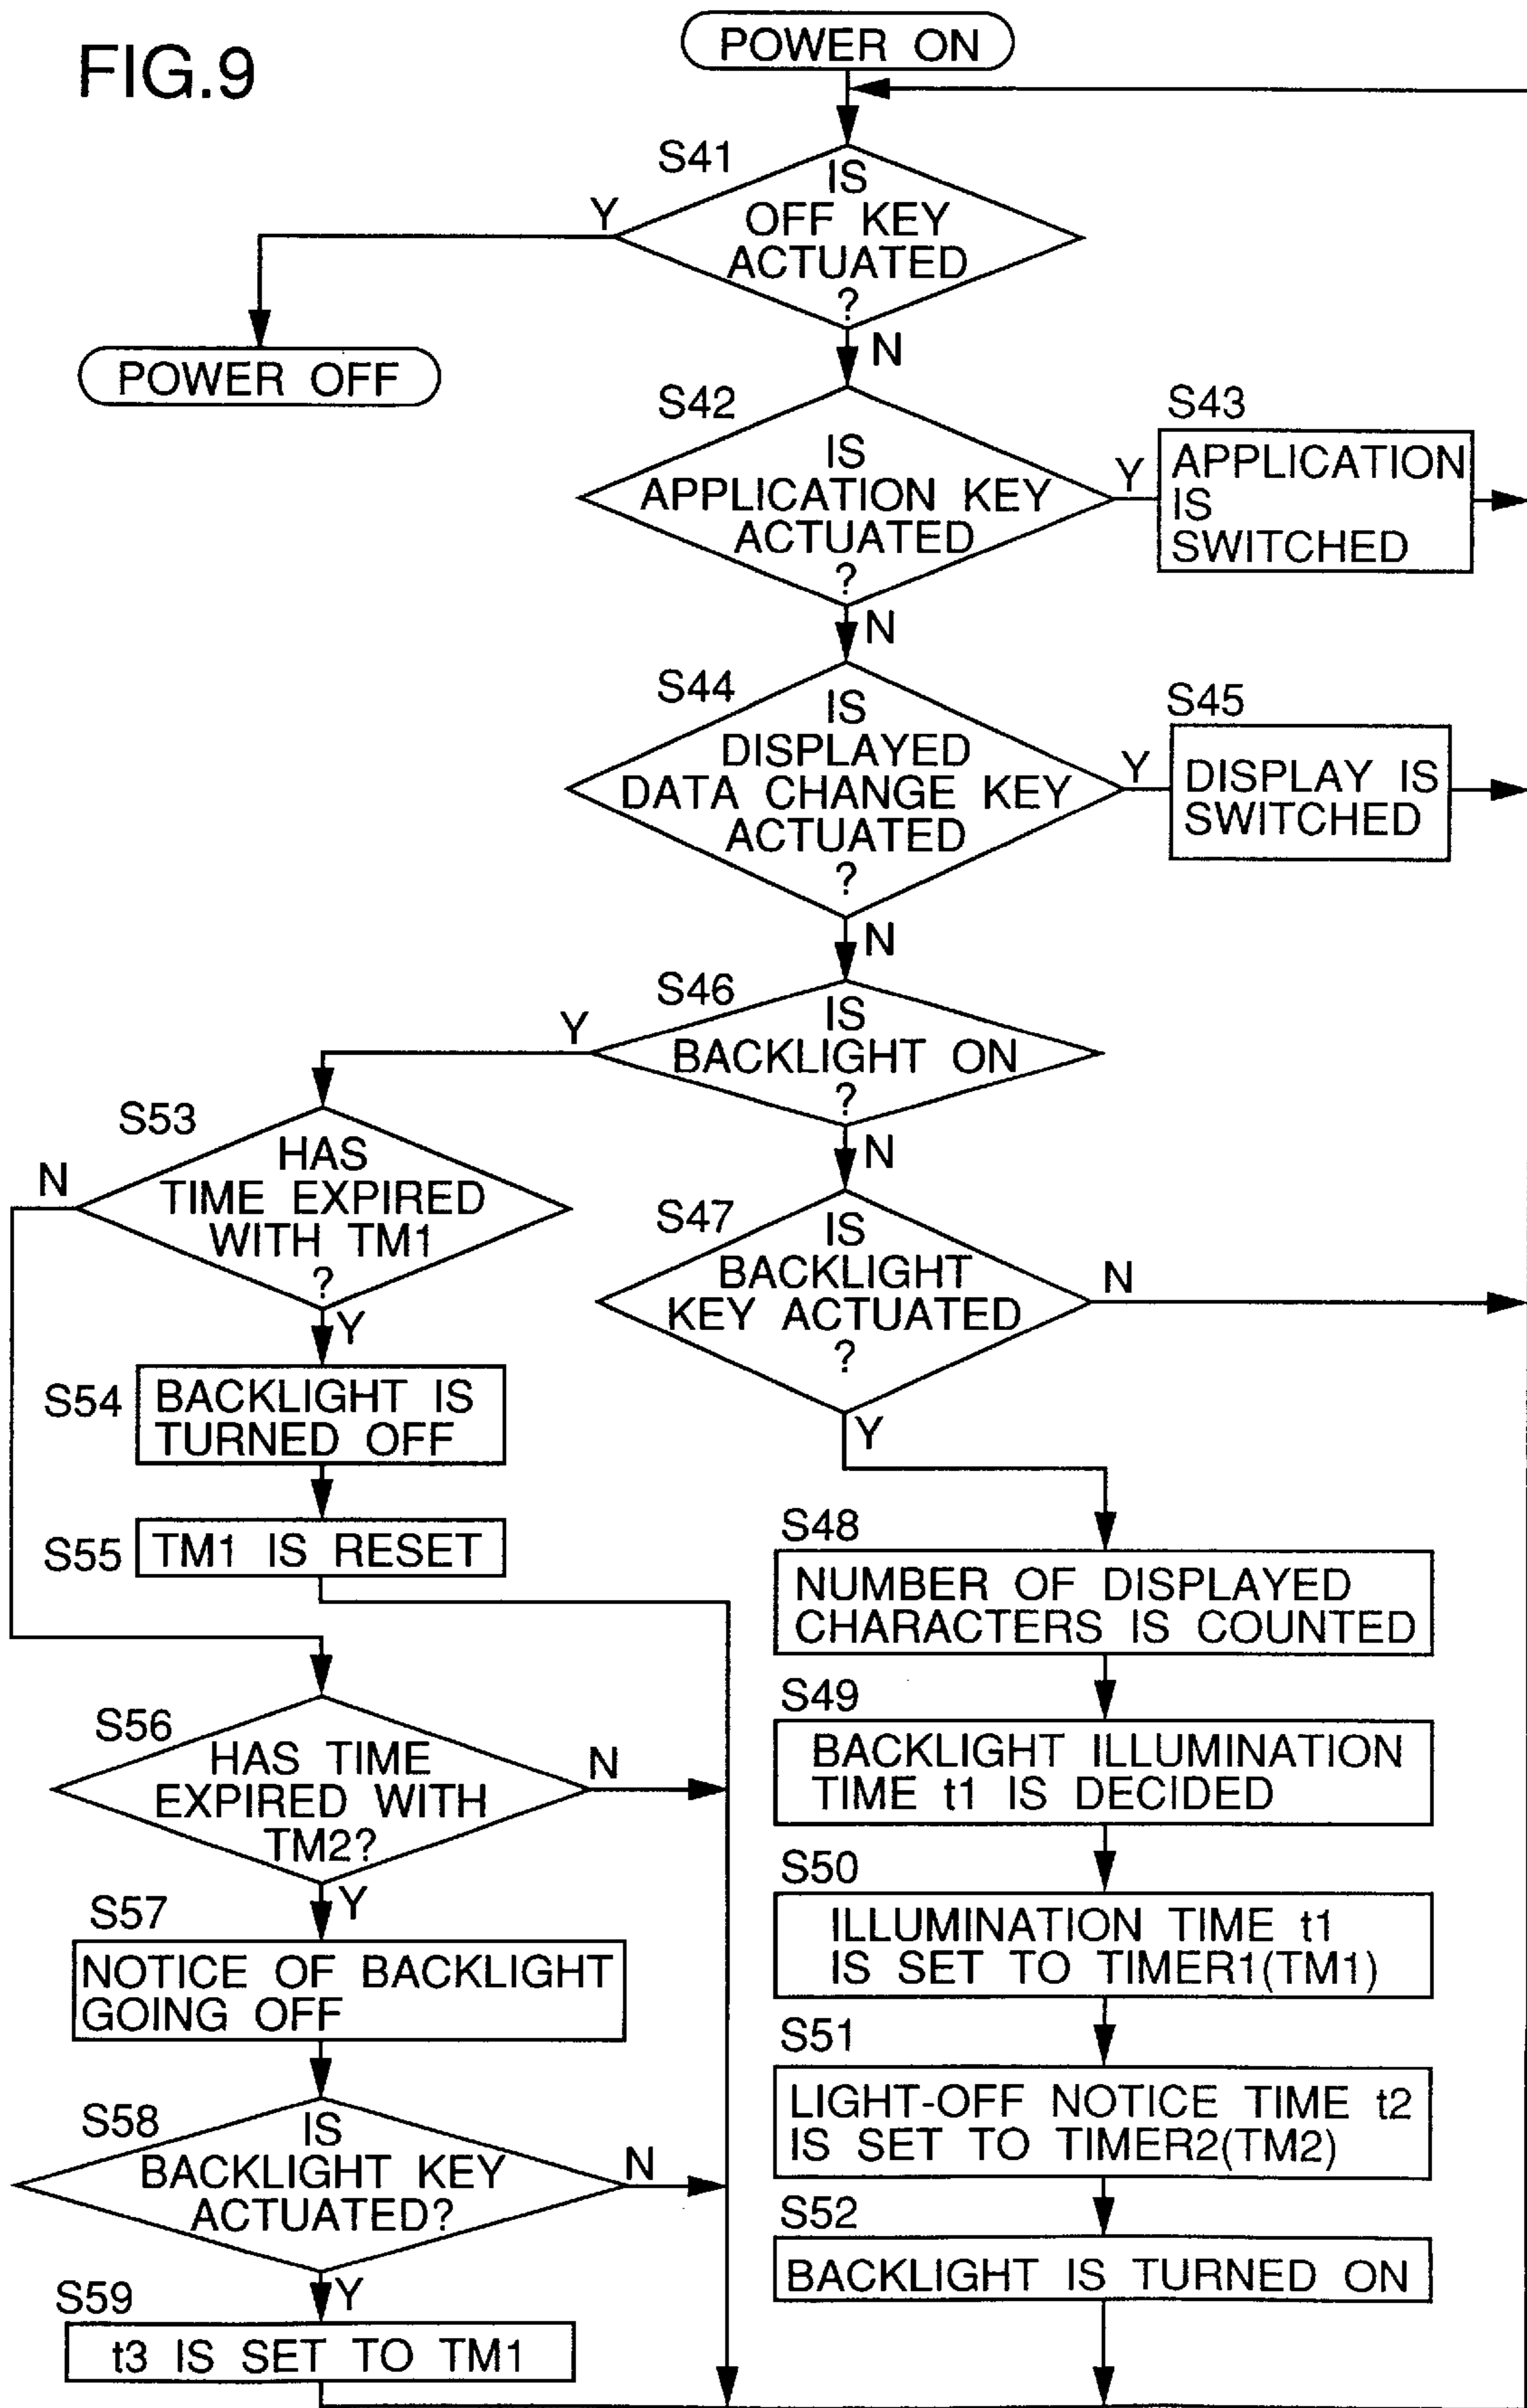 FIG.9
POWER ON
S41
IS
OFF KEY
ACTUATED
?
Y
N
POWER OFF
S42
IS
APPLICATION KEY
ACTUATED
?
Y
N
S43
APPLICATION
IS
SWITCHED
S44
IS
DISPLAYED
DATA CHANGE KEY
ACTUATED
?
Y
N
S45
DISPLAY IS
SWITCHED
S46
IS
BACKLIGHT ON
?
Y
N
S53
HAS
TIME EXPIRED
WITH TM1
?
N
Y
S47
IS
BACKLIGHT
KEY ACTUATED
?
N
Y
S54
BACKLIGHT IS
TURNED OFF
S55
TM1 IS RESET
S48
NUMBER OF DISPLAYED
CHARACTERS IS COUNTED
S49
BACKLIGHT ILLUMINATION
TIME t1 IS DECIDED
S50
ILLUMINATION TIME t1
IS SET TO TIMER1(TM1)
S51
LIGHT-OFF NOTICE TIME t2
IS SET TO TIMER2(TM2)
S52
BACKLIGHT IS TURNED ON
S56
HAS TIME
EXPIRED WITH
TM2?
N
Y
S57
NOTICE OF BACKLIGHT
GOING OFF
S58
IS
BACKLIGHT KEY
ACTUATED?
N
Y
S59
t3 IS SET TO TM1